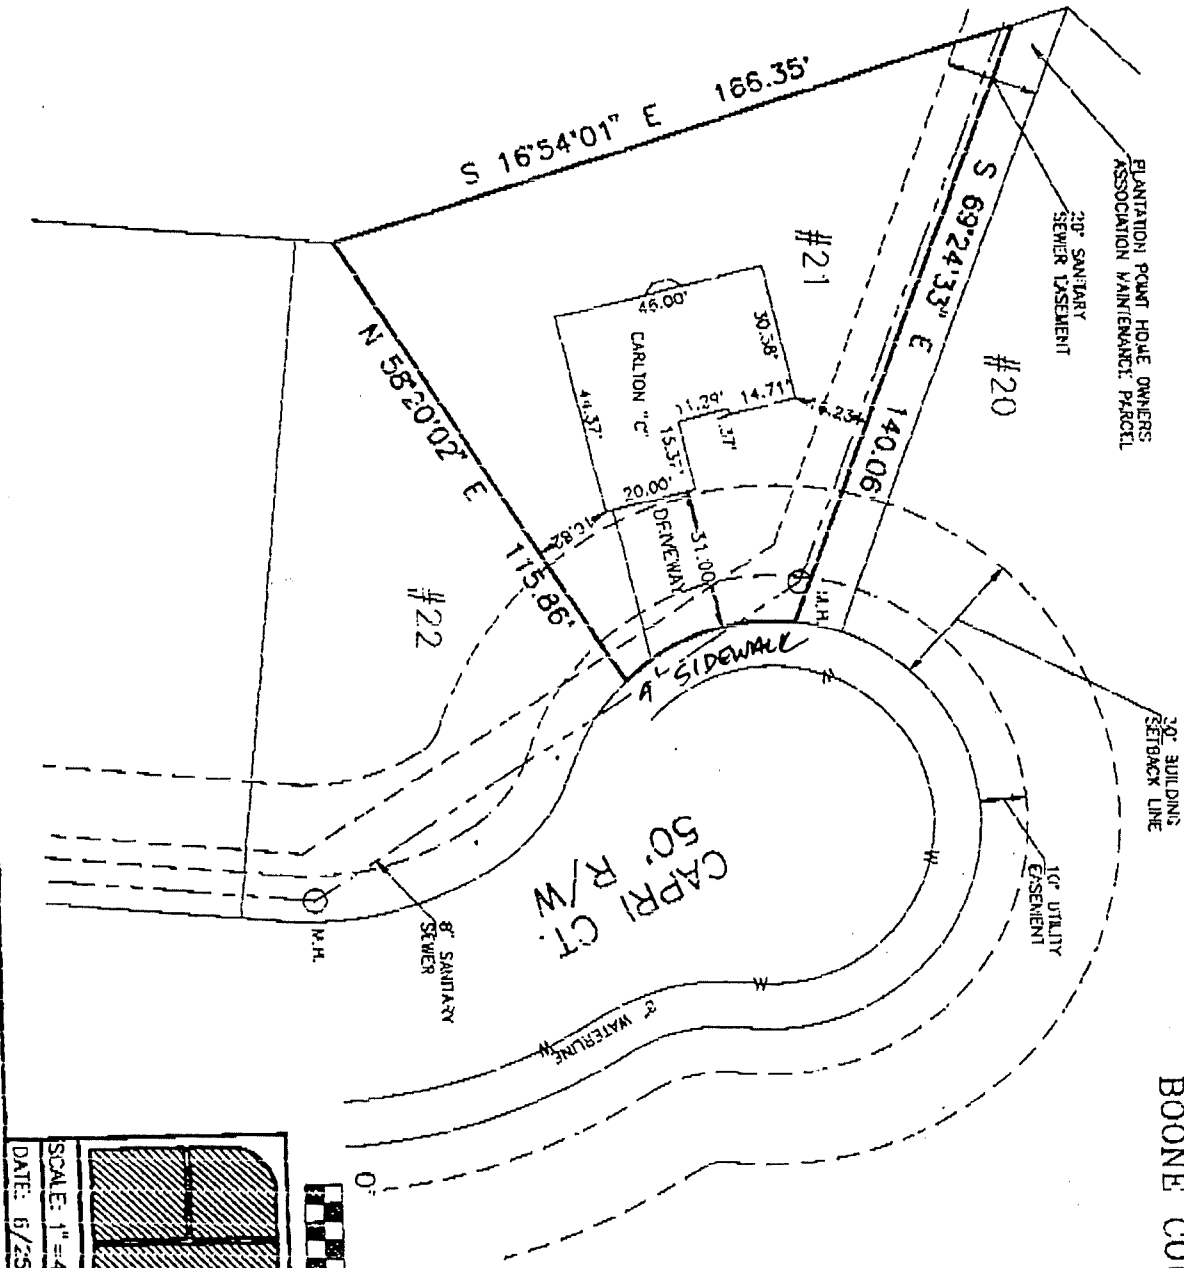 PLANTATION POINT HOME OWNERS
ASSOCIATION MAINTENANCE PARCEL
20' SANITARY
SEWER EASEMENT
S 16°54'01" E 166.35'
S 69°24'33" E 140.06
#20
#21
46.00'
30.38'
CARLTON "C"
14.71'
11.29'
15.37'
44.37'
20.00'
DRIVEWAY
31.00
N 58°20'02" E 115.86'
#22
M.H.
4' SIDEWALK
W
W
W
W
30' BUILDING
SETBACK LINE
10' UTILITY
EASEMENT
CAPRI CT.
50' R/W
8" SANITARY
SEWER
M.H.
WATERLINE
BOONE
0'
SCALE: 1"=4
DATE: 6/25